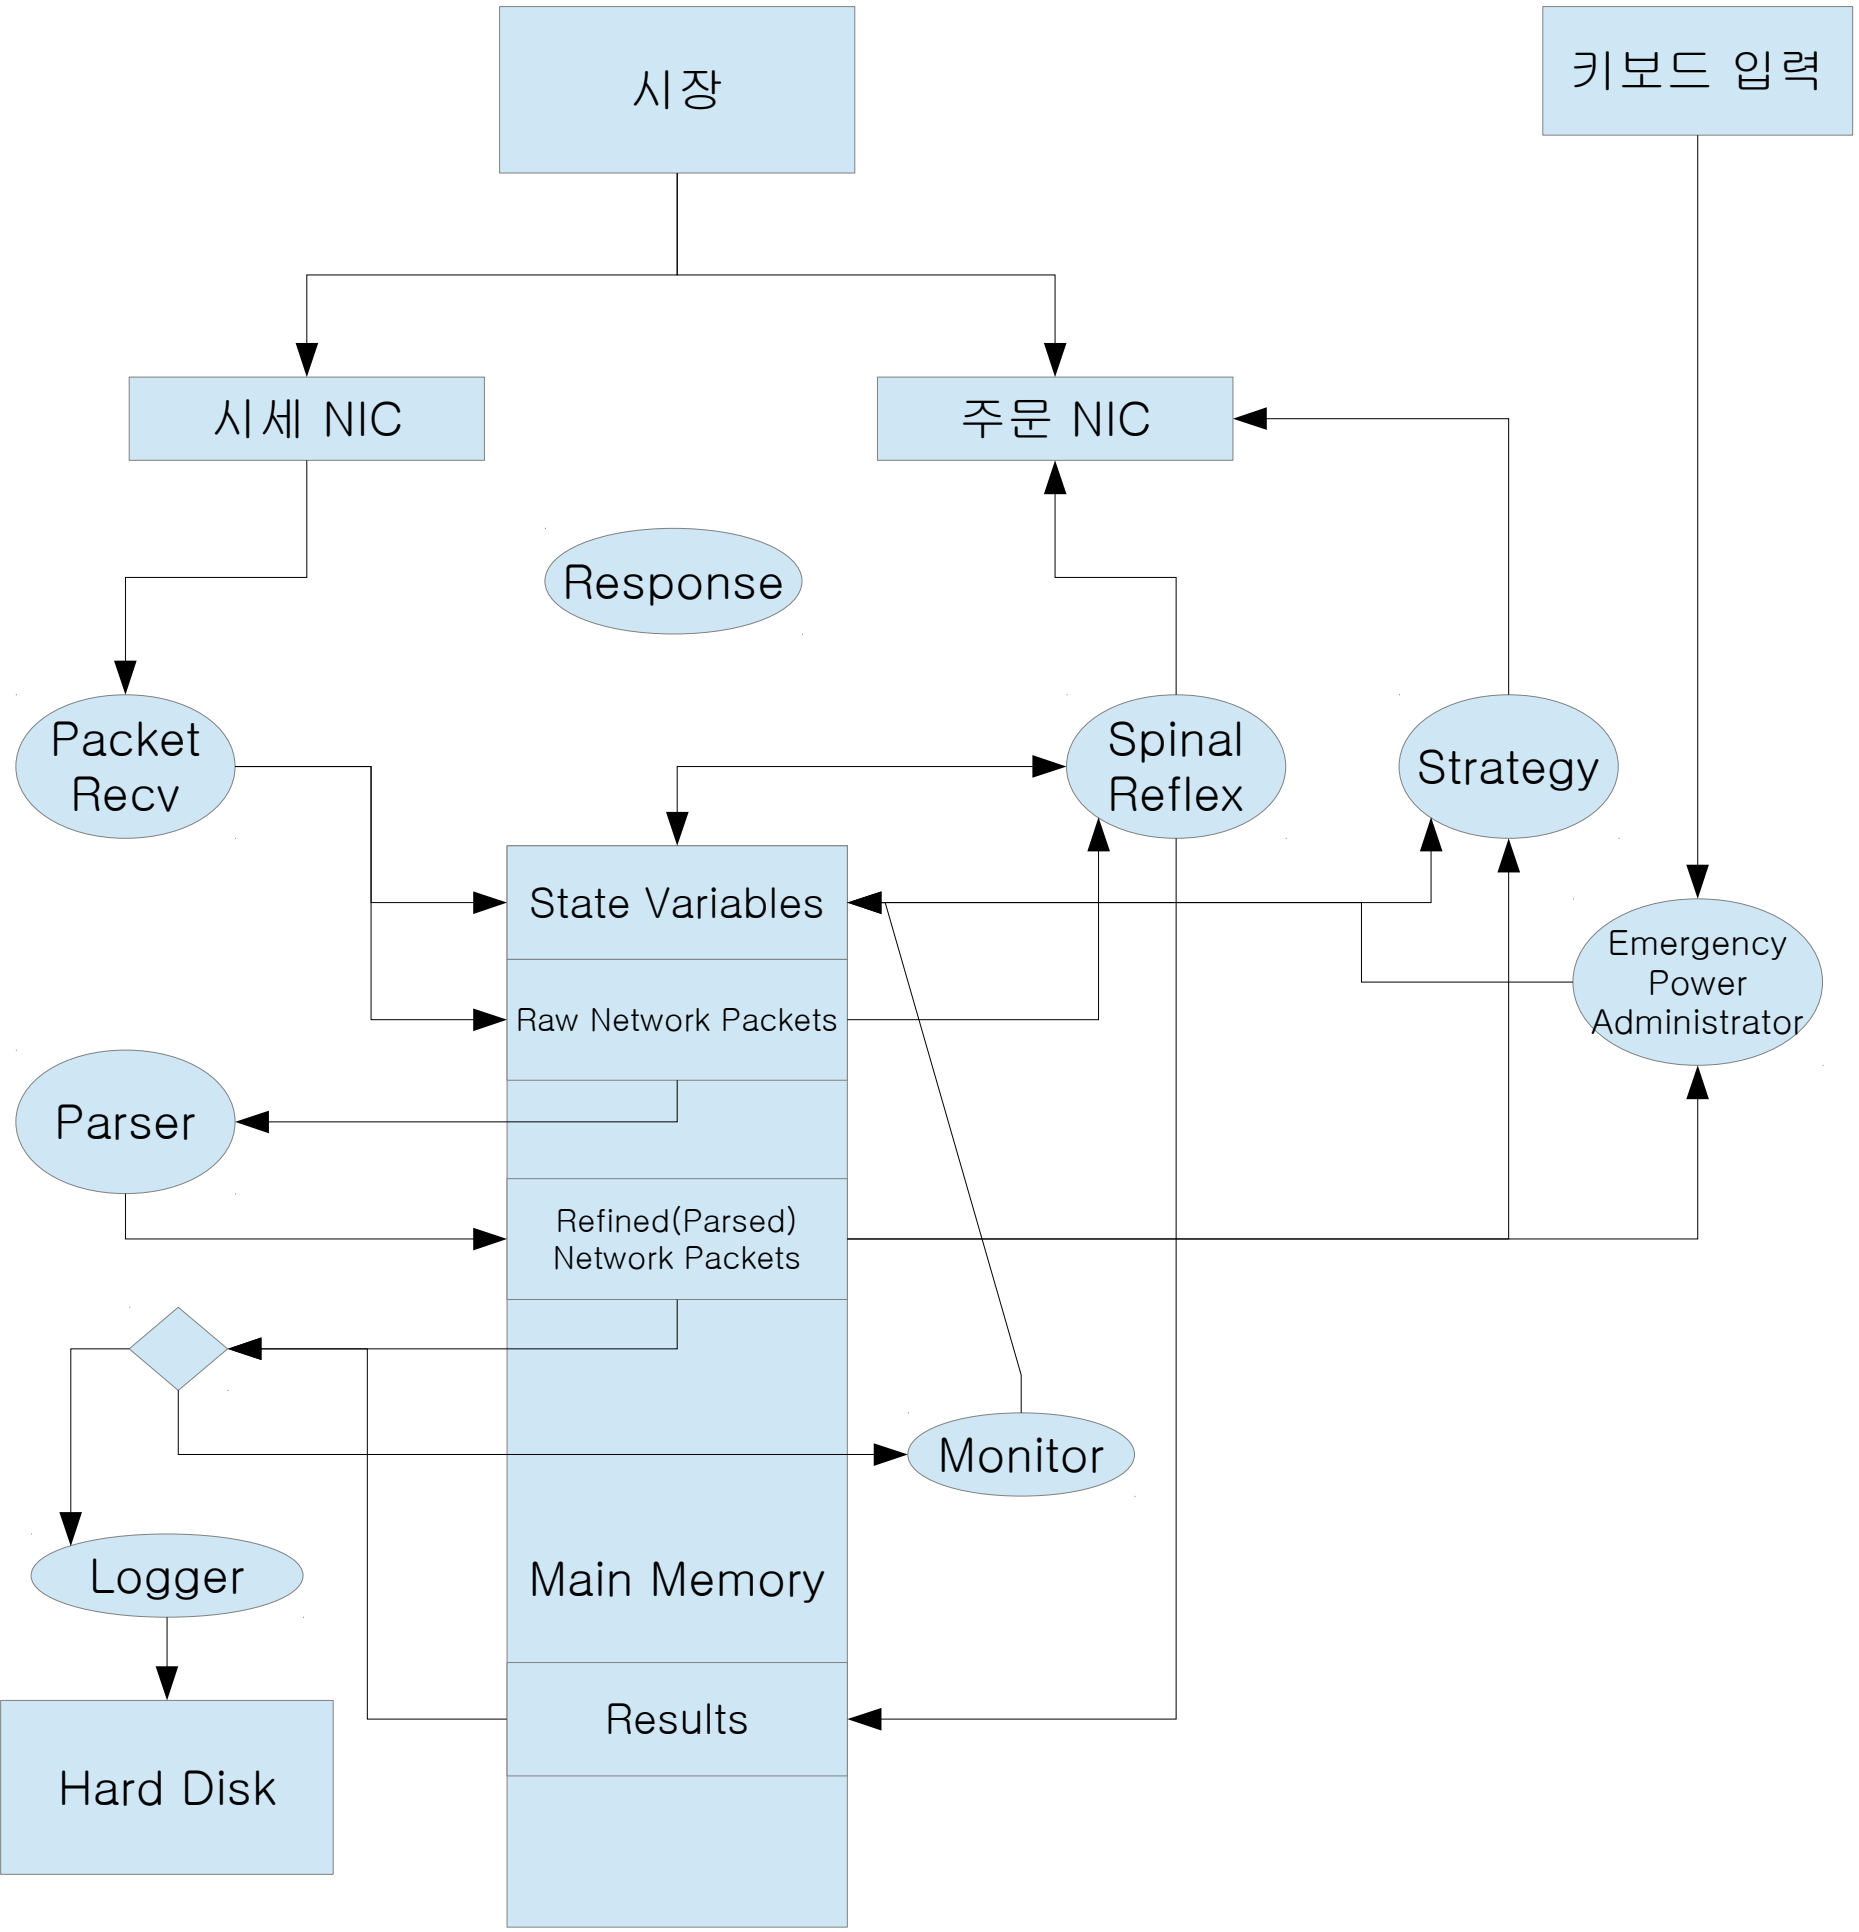 시장
키보드 입력
시세 NIC
주문 NIC
Response
Packet
Recv
Spinal
Reflex
Strategy
State Variables
Emergency
Power
Administrator
Raw Network Packets
Parser
Refined(Parsed)
Network Packets
Monitor
Logger
Main Memory
Results
Hard Disk